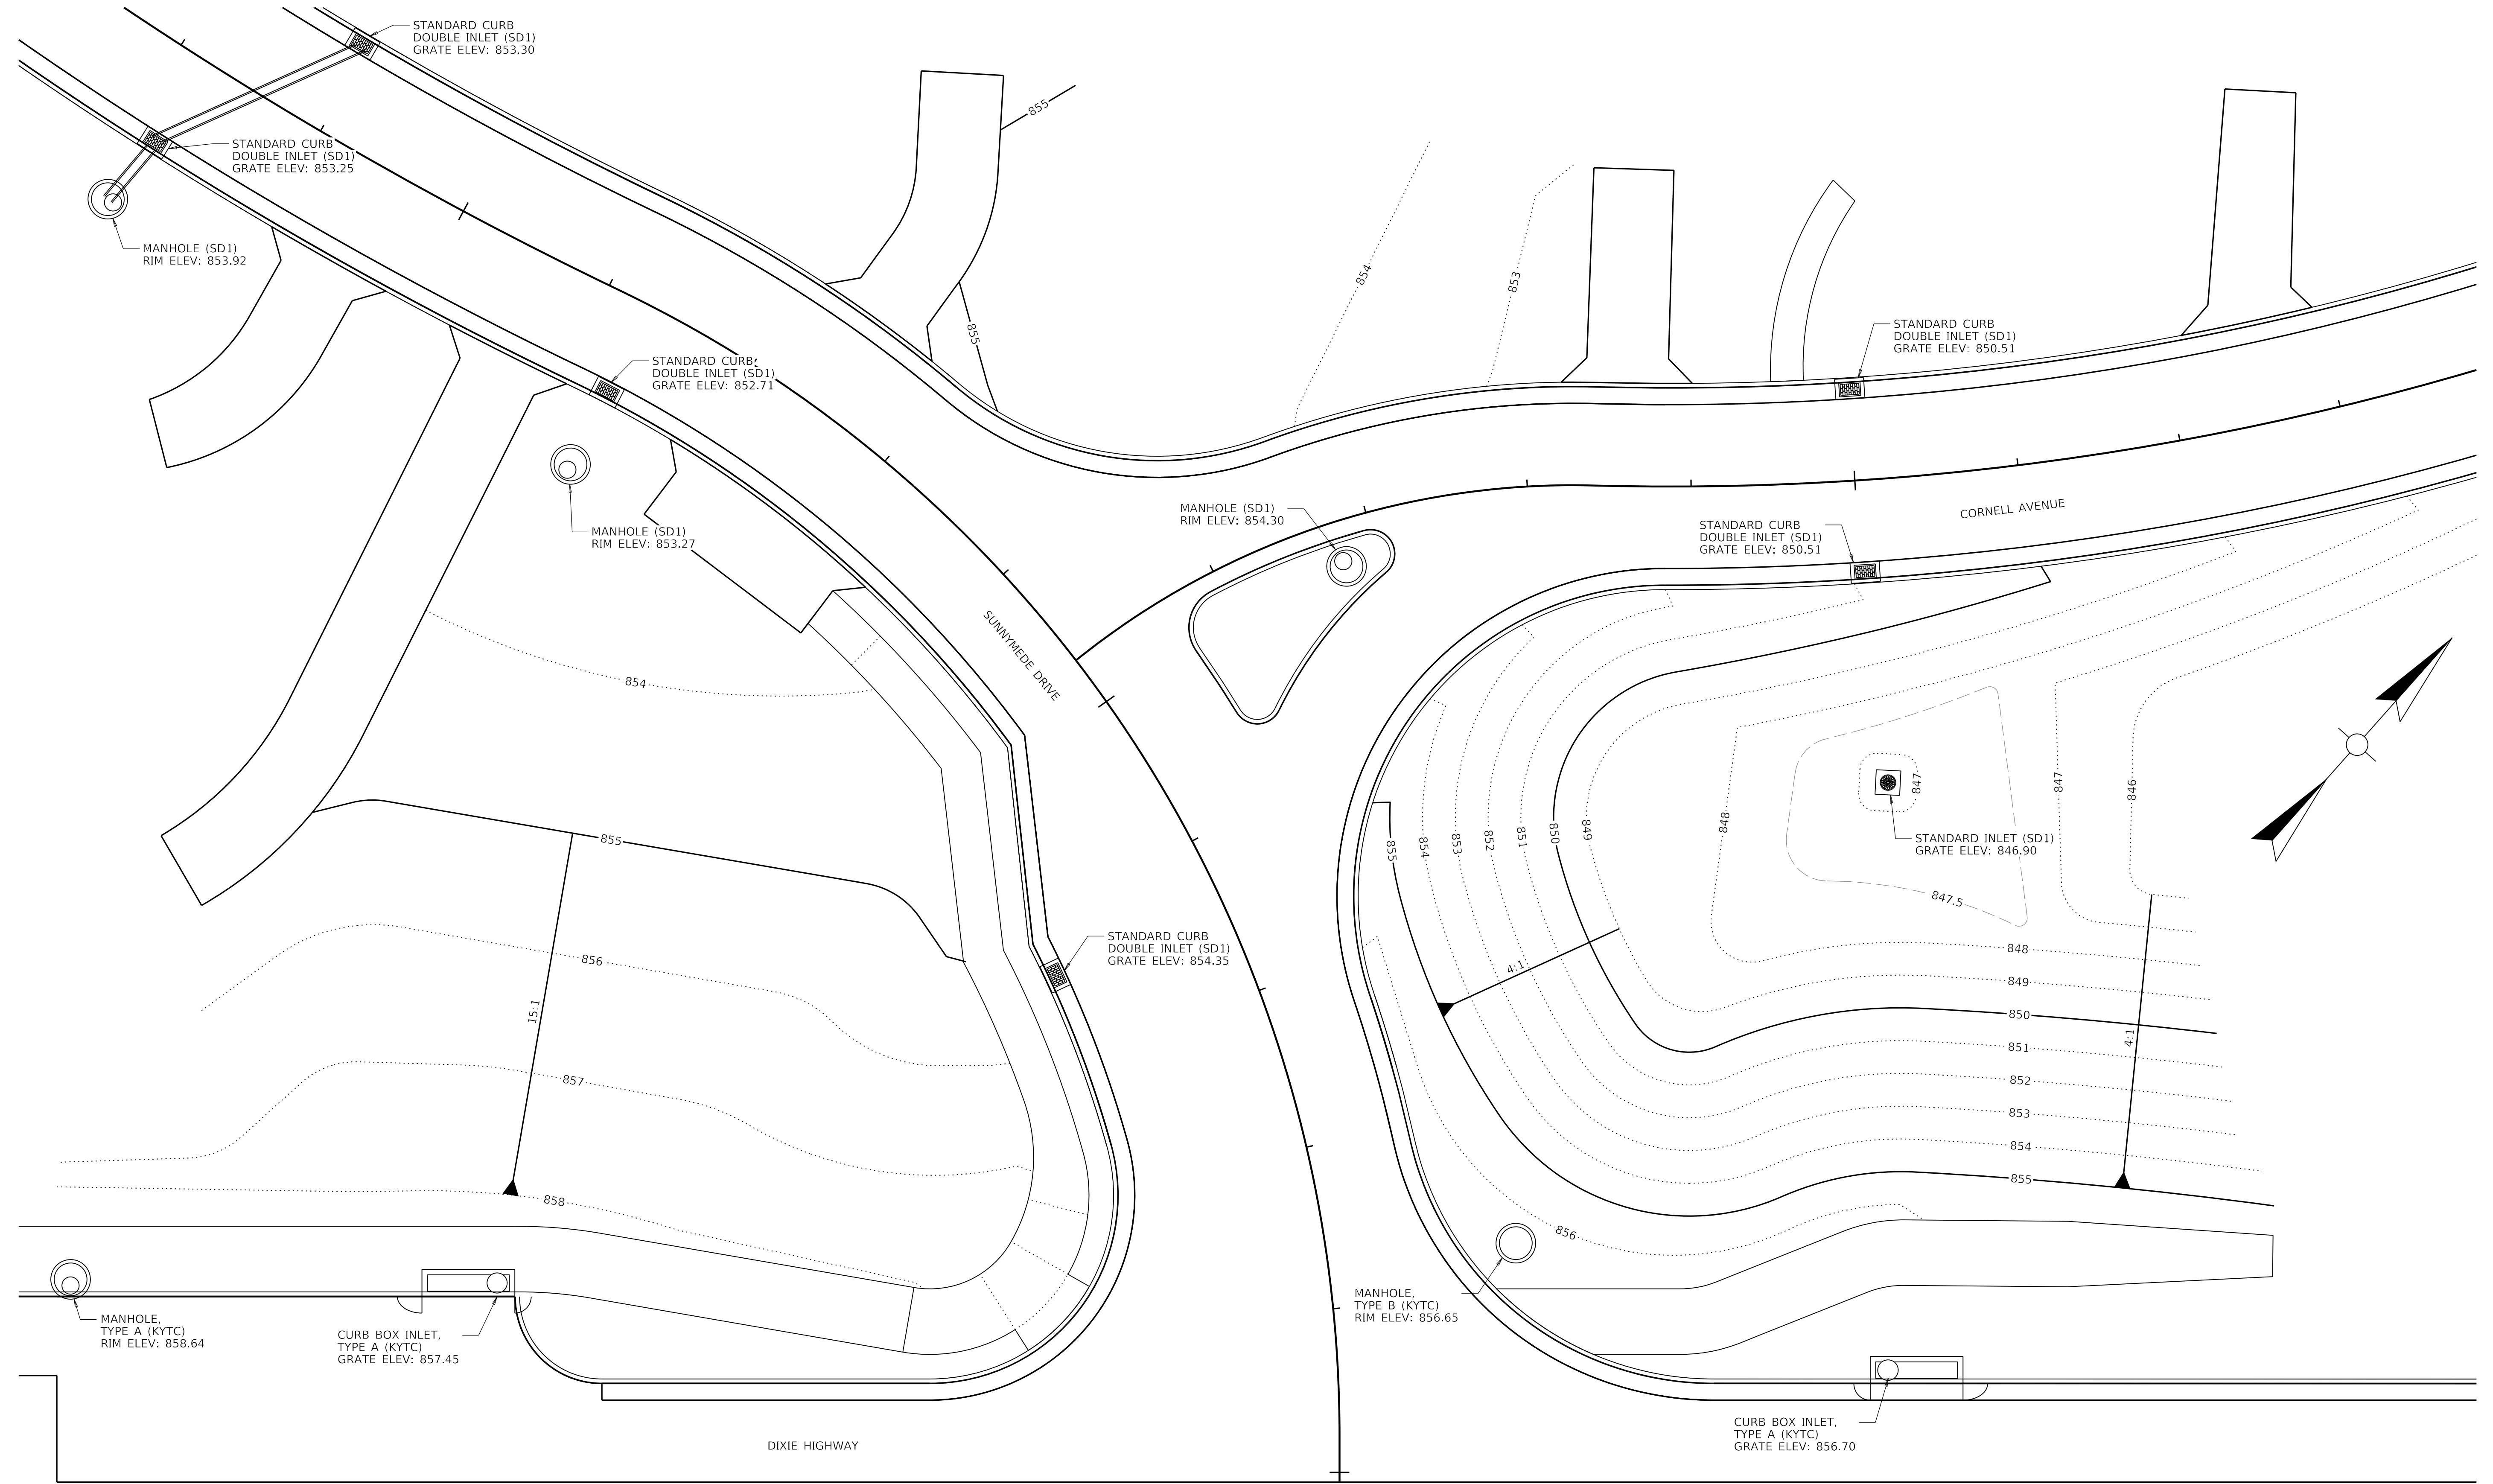 STANDARD CURB
DOUBLE INLET (SD1)
GRATE ELEV: 853.30
855
STANDARD CURB
DOUBLE INLET (SD1)
GRATE ELEV: 853.25
MANHOLE (SD1)
RIM ELEV: 853.92
854
853
855
STANDARD CURB
DOUBLE INLET (SD1)
GRATE ELEV: 850.51
STANDARD CURB
DOUBLE INLET (SD1)
GRATE ELEV: 852.71
MANHOLE (SD1)
RIM ELEV: 853.27
MANHOLE (SD1)
RIM ELEV: 854.30
CORNELL AVENUE
STANDARD CURB
DOUBLE INLET (SD1)
GRATE ELEV: 850.51
SUNNYMEDE DRIVE
854
847
847
846
855
854
853
852
851
850
849
848
STANDARD INLET (SD1)
GRATE ELEV: 846.90
855
847.5
STANDARD CURB
DOUBLE INLET (SD1)
GRATE ELEV: 854.35
856
4:1
848
849
850
851
852
853
854
855
4:1
15:1
857
858
856
MANHOLE,
TYPE A (KYTC)
RIM ELEV: 858.64
CURB BOX INLET,
TYPE A (KYTC)
GRATE ELEV: 857.45
MANHOLE,
TYPE B (KYTC)
RIM ELEV: 856.65
DIXIE HIGHWAY
CURB BOX INLET,
TYPE A (KYTC)
GRATE ELEV: 856.70